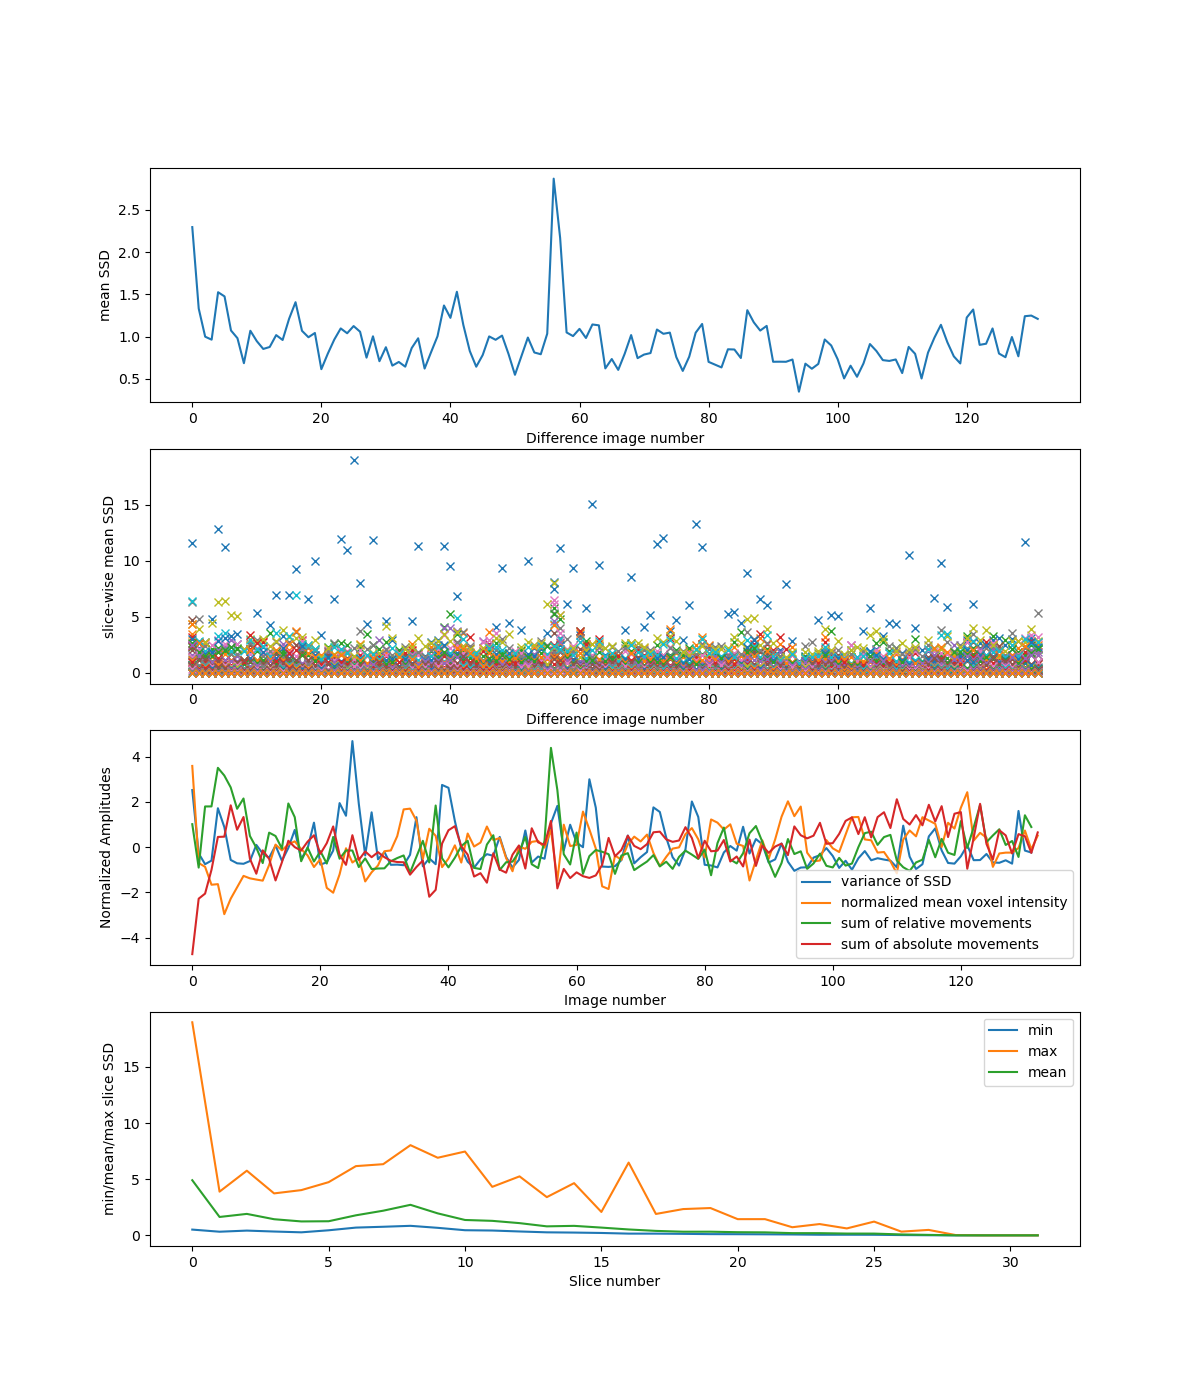 mean SSD
2.5
2.0
1.5
1.0
0.5
0 20 40 60 80 100 120
Difference image number
slice-wise mean SSD
15
10
5
0
0 20 40 60 80 100 120
Difference image number
Normalized Amplitudes
4
2
0
−2
−4
variance of SSD
normalized mean voxel intensity
sum of relative movements
sum of absolute movements
0 20 40 60 80 100 120
Image number
min/mean/max slice SSD
15
10
5
0
min
max
mean
0 5 10 15 20 25 30
Slice number